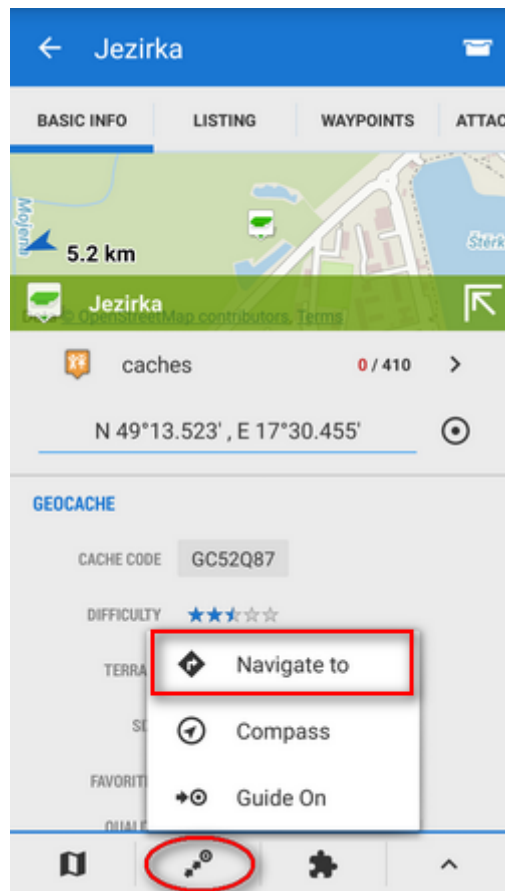 Jezirka
BASIC INFO LISTING WAYPOINTS ATTAC
Mojena
Štěrk
5.2 km
Jezirka
© OpenStreetMap contributors, Terms
caches 0 / 410
N 49°13.523' , E 17°30.455'
GEOCACHE
CACHE CODE GC52Q87
DIFFICULTY
TERRA
Navigate to
Compass
FAVORIT
Guide On